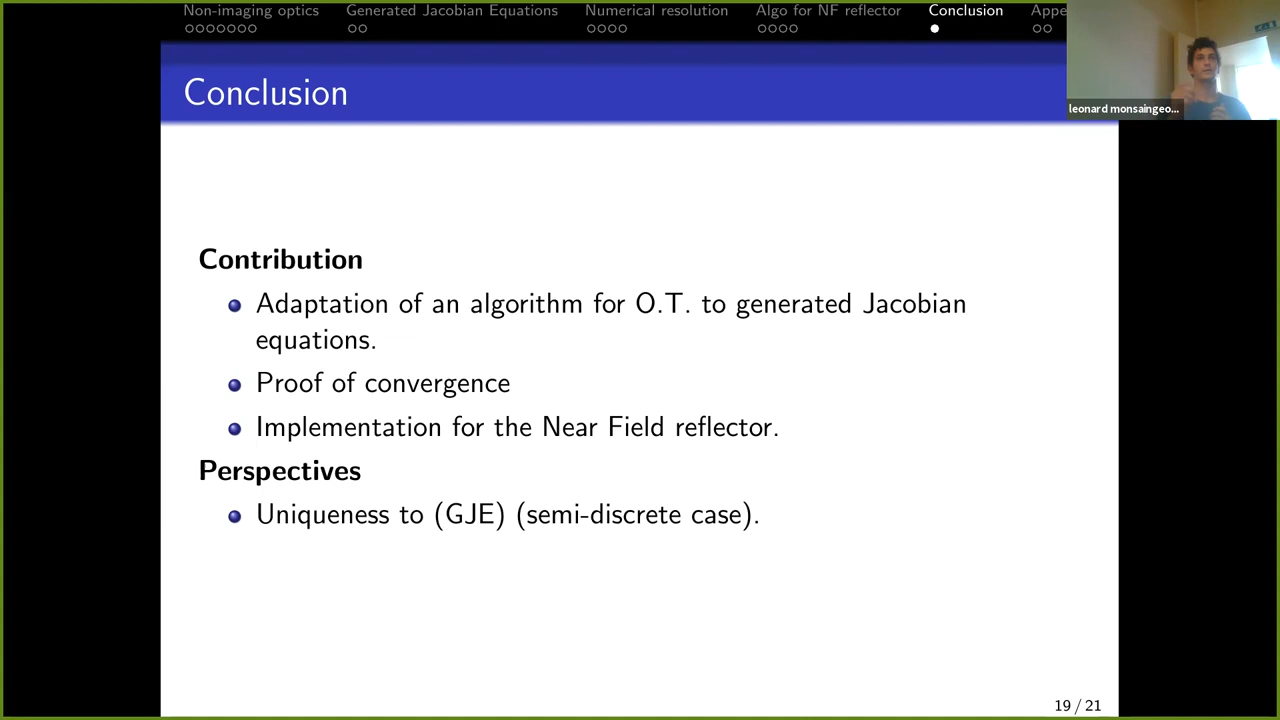 Non-imaging optics Generated Jacobian Equations Numerical resolution Algo for NF reflector Conclusion Appe
Conclusion
leonard monsaingeo...
Contribution
Adaptation of an algorithm for O.T. to generated Jacobian
equations.
Proof of convergence
Implementation for the Near Field reflector.
Perspectives
Uniqueness to (GJE) (semi-discrete case).
19 / 21